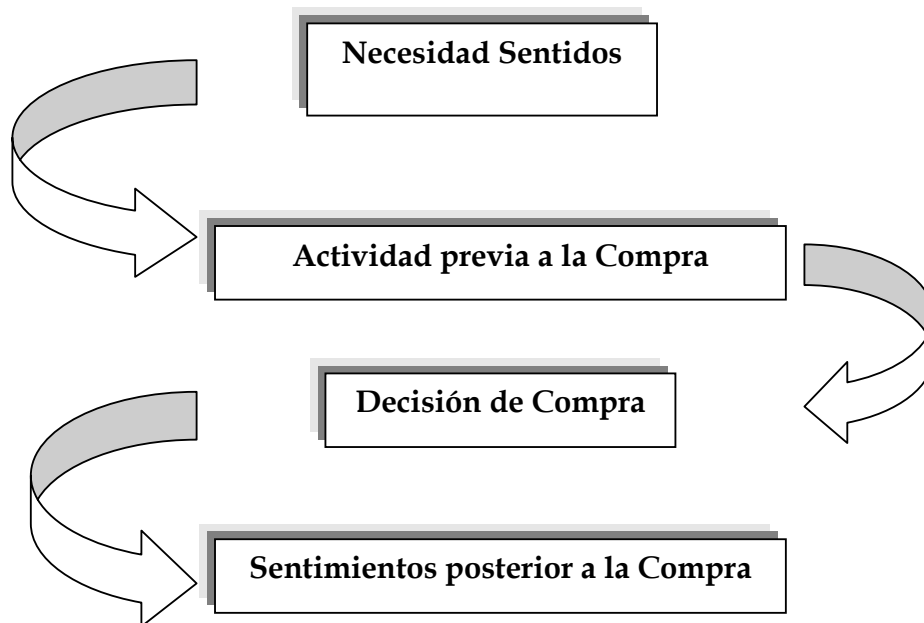 Necesidad Sentidos
Actividad previa a la Compra
Decisión de Compra
Sentimientos posterior a la Compra